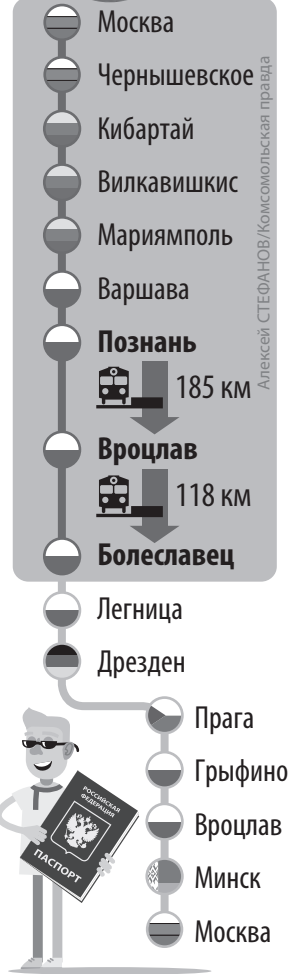 Москва
Чернышевское
Кибартай
Вилкавишкис
Мариямполь
Варшава
Познань
185 км
Вроцлав
118 км
Болеславец
Легница
Дрезден
Прага
Грыфино
Вроцлав
Минск
Москва
Алексей СТЕФАНОВ/Комсомольская правда
РОССИЙСКАЯ
ФЕДЕРАЦИЯ
ПАСПОРТ